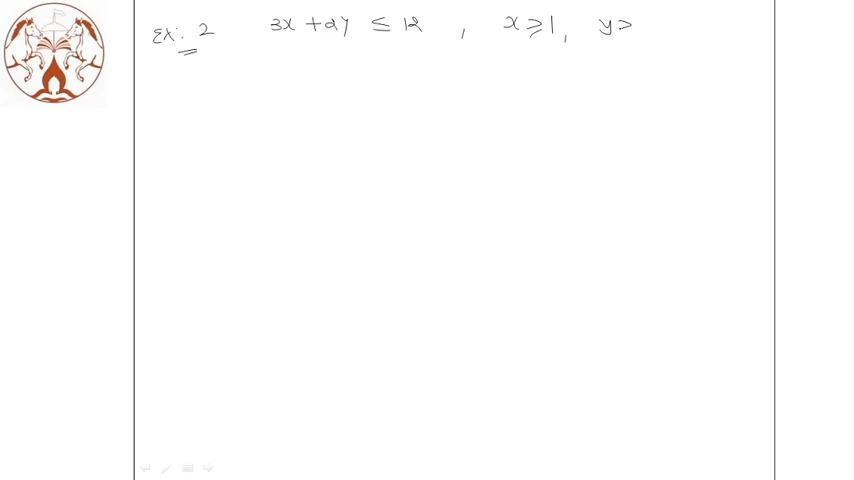 Ex: 2 3x + 2y ≤ 12 , x ≥ 1, y >